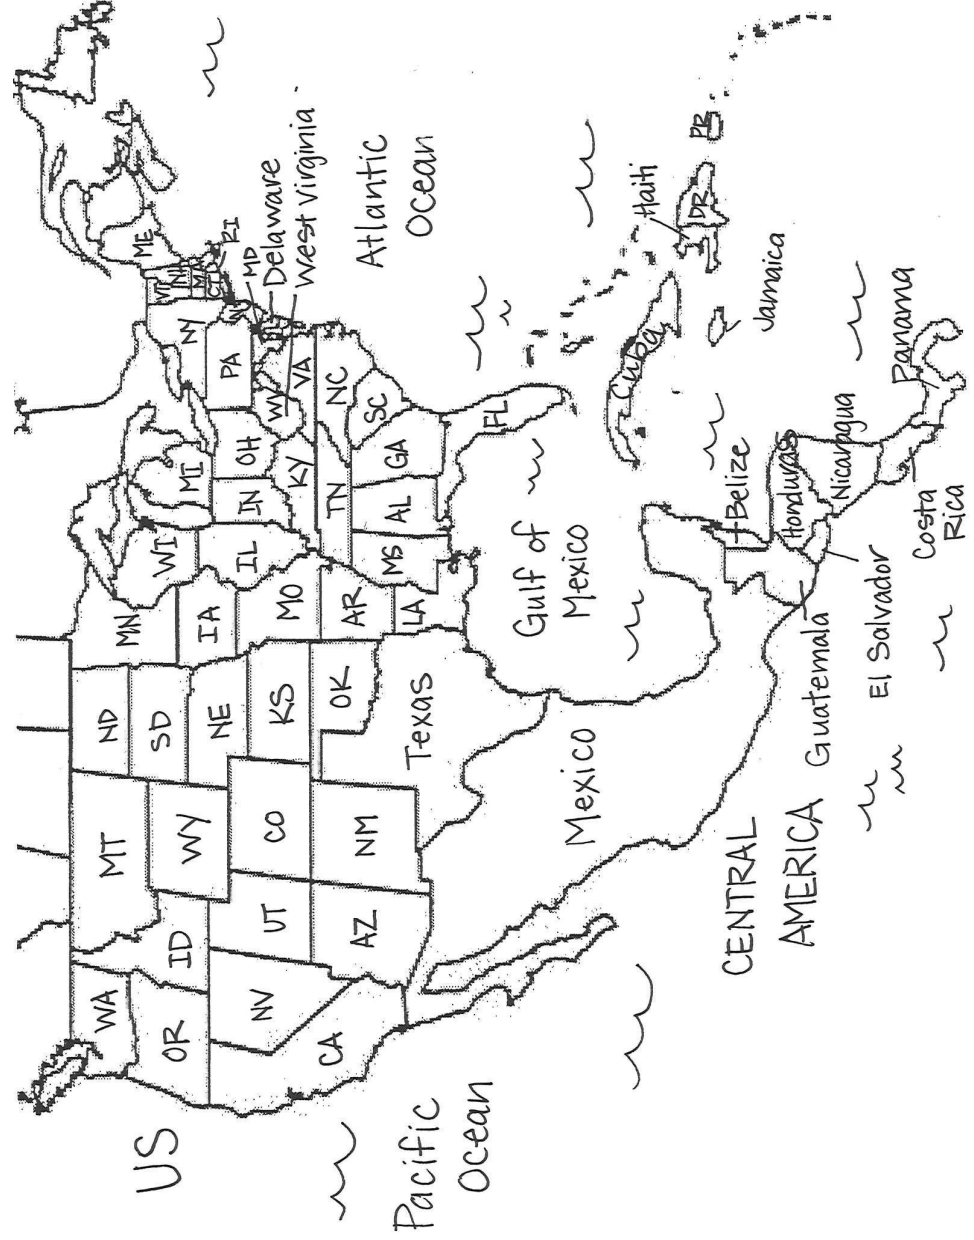 US
WA
OR
CA
NV
ID
MT
WY
UT
AZ
CO
NM
ND
SD
NE
KS
OK
Texas
MN
IA
MO
AR
LA
WI
IL
MS
MI
IN
OH
KY
TN
AL
GA
FL
SC
NC
VA
WV
PA
NY
NJ
VT
NH
MA
CT
RI
ME
MD
Delaware
West Virginia
Atlantic
Ocean
Pacific
Ocean
Gulf of
Mexico
Mexico
CENTRAL
AMERICA
Guatemala
El Salvador
Belize
Honduras
Nicaragua
Costa
Rica
Panama
Cuba
Jamaica
Haiti
DR
PR